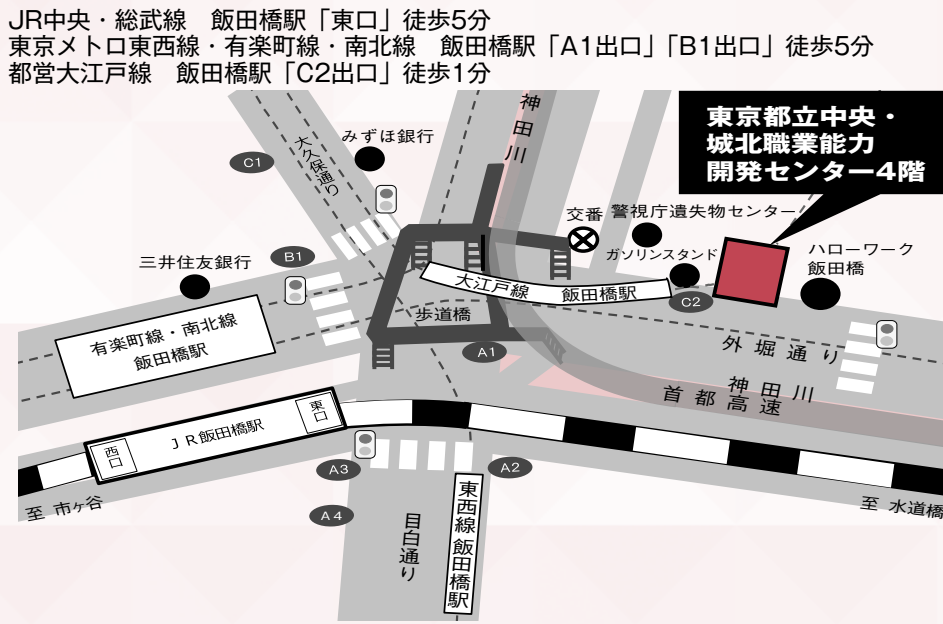 JR中央・総武線　飯田橋駅「東口」徒歩5分
東京メトロ東西線・有楽町線・南北線　飯田橋駅「A1出口」「B1出口」徒歩5分
都営大江戸線　飯田橋駅「C2出口」徒歩1分
神田川
東京都立中央・
城北職業能力
開発センター4階
大久保通り
みずほ銀行
C1
交番
警視庁遺失物センター
ガソリンスタンド
ハローワーク
飯田橋
B1
三井住友銀行
大江戸線　飯田橋駅
C2
歩道橋
有楽町線・南北線
飯田橋駅
A1
外堀通り
神田川
首都高速
東口
JR飯田橋駅
西口
A3
A2
至 市ヶ谷
至 水道橋
A4
目白通り
東西線 飯田橋駅